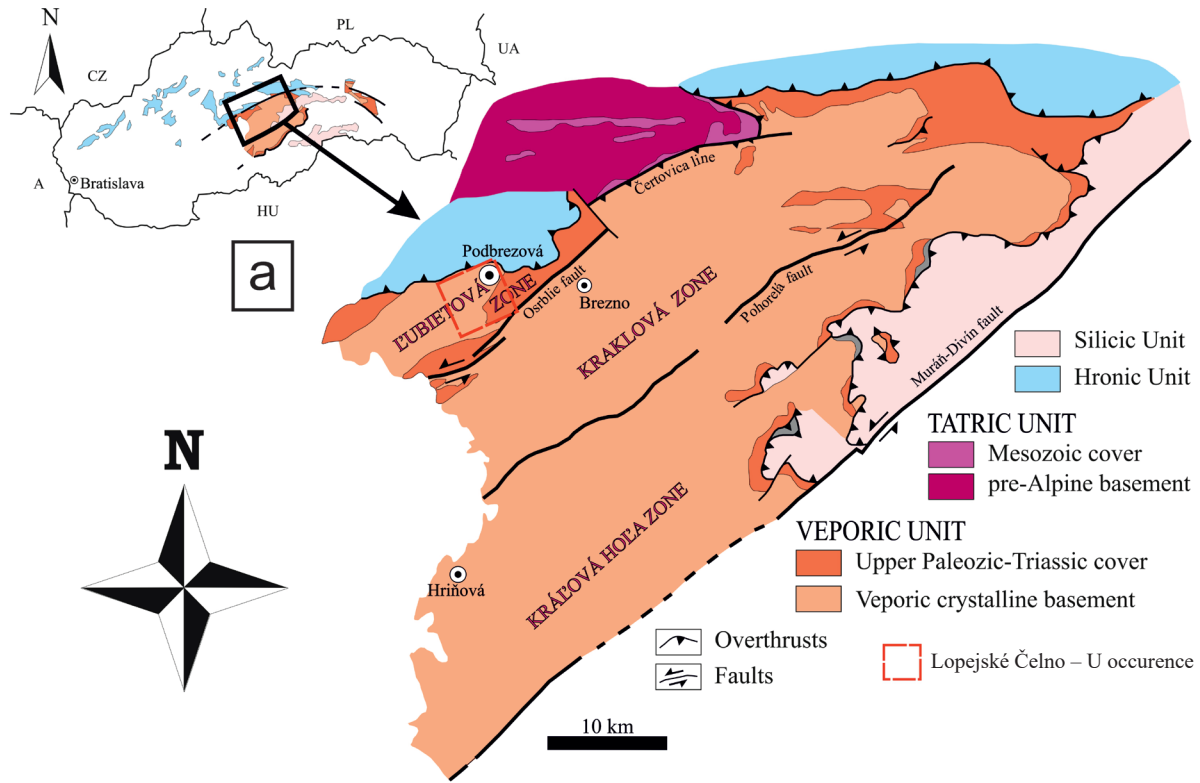 N
PL
UA
CZ
A
Bratislava
HU
a
Čertovica line
Podbrezová
ĽUBIETOVÁ ZONE
Osrblie fault
Brezno
KRAKLOVÁ ZONE
Pohorelá fault
Muráň-Divín fault
Silicic Unit
Hronic Unit
TATRIC UNIT
Mesozoic cover
pre-Alpine basement
N
VEPORIC UNIT
Upper Paleozic-Triassic cover
Veporic crystalline basement
Hriňová
KRÁĽOVÁ HOĽA ZONE
Overthrusts
Faults
Lopejské Čelno – U occurence
10 km